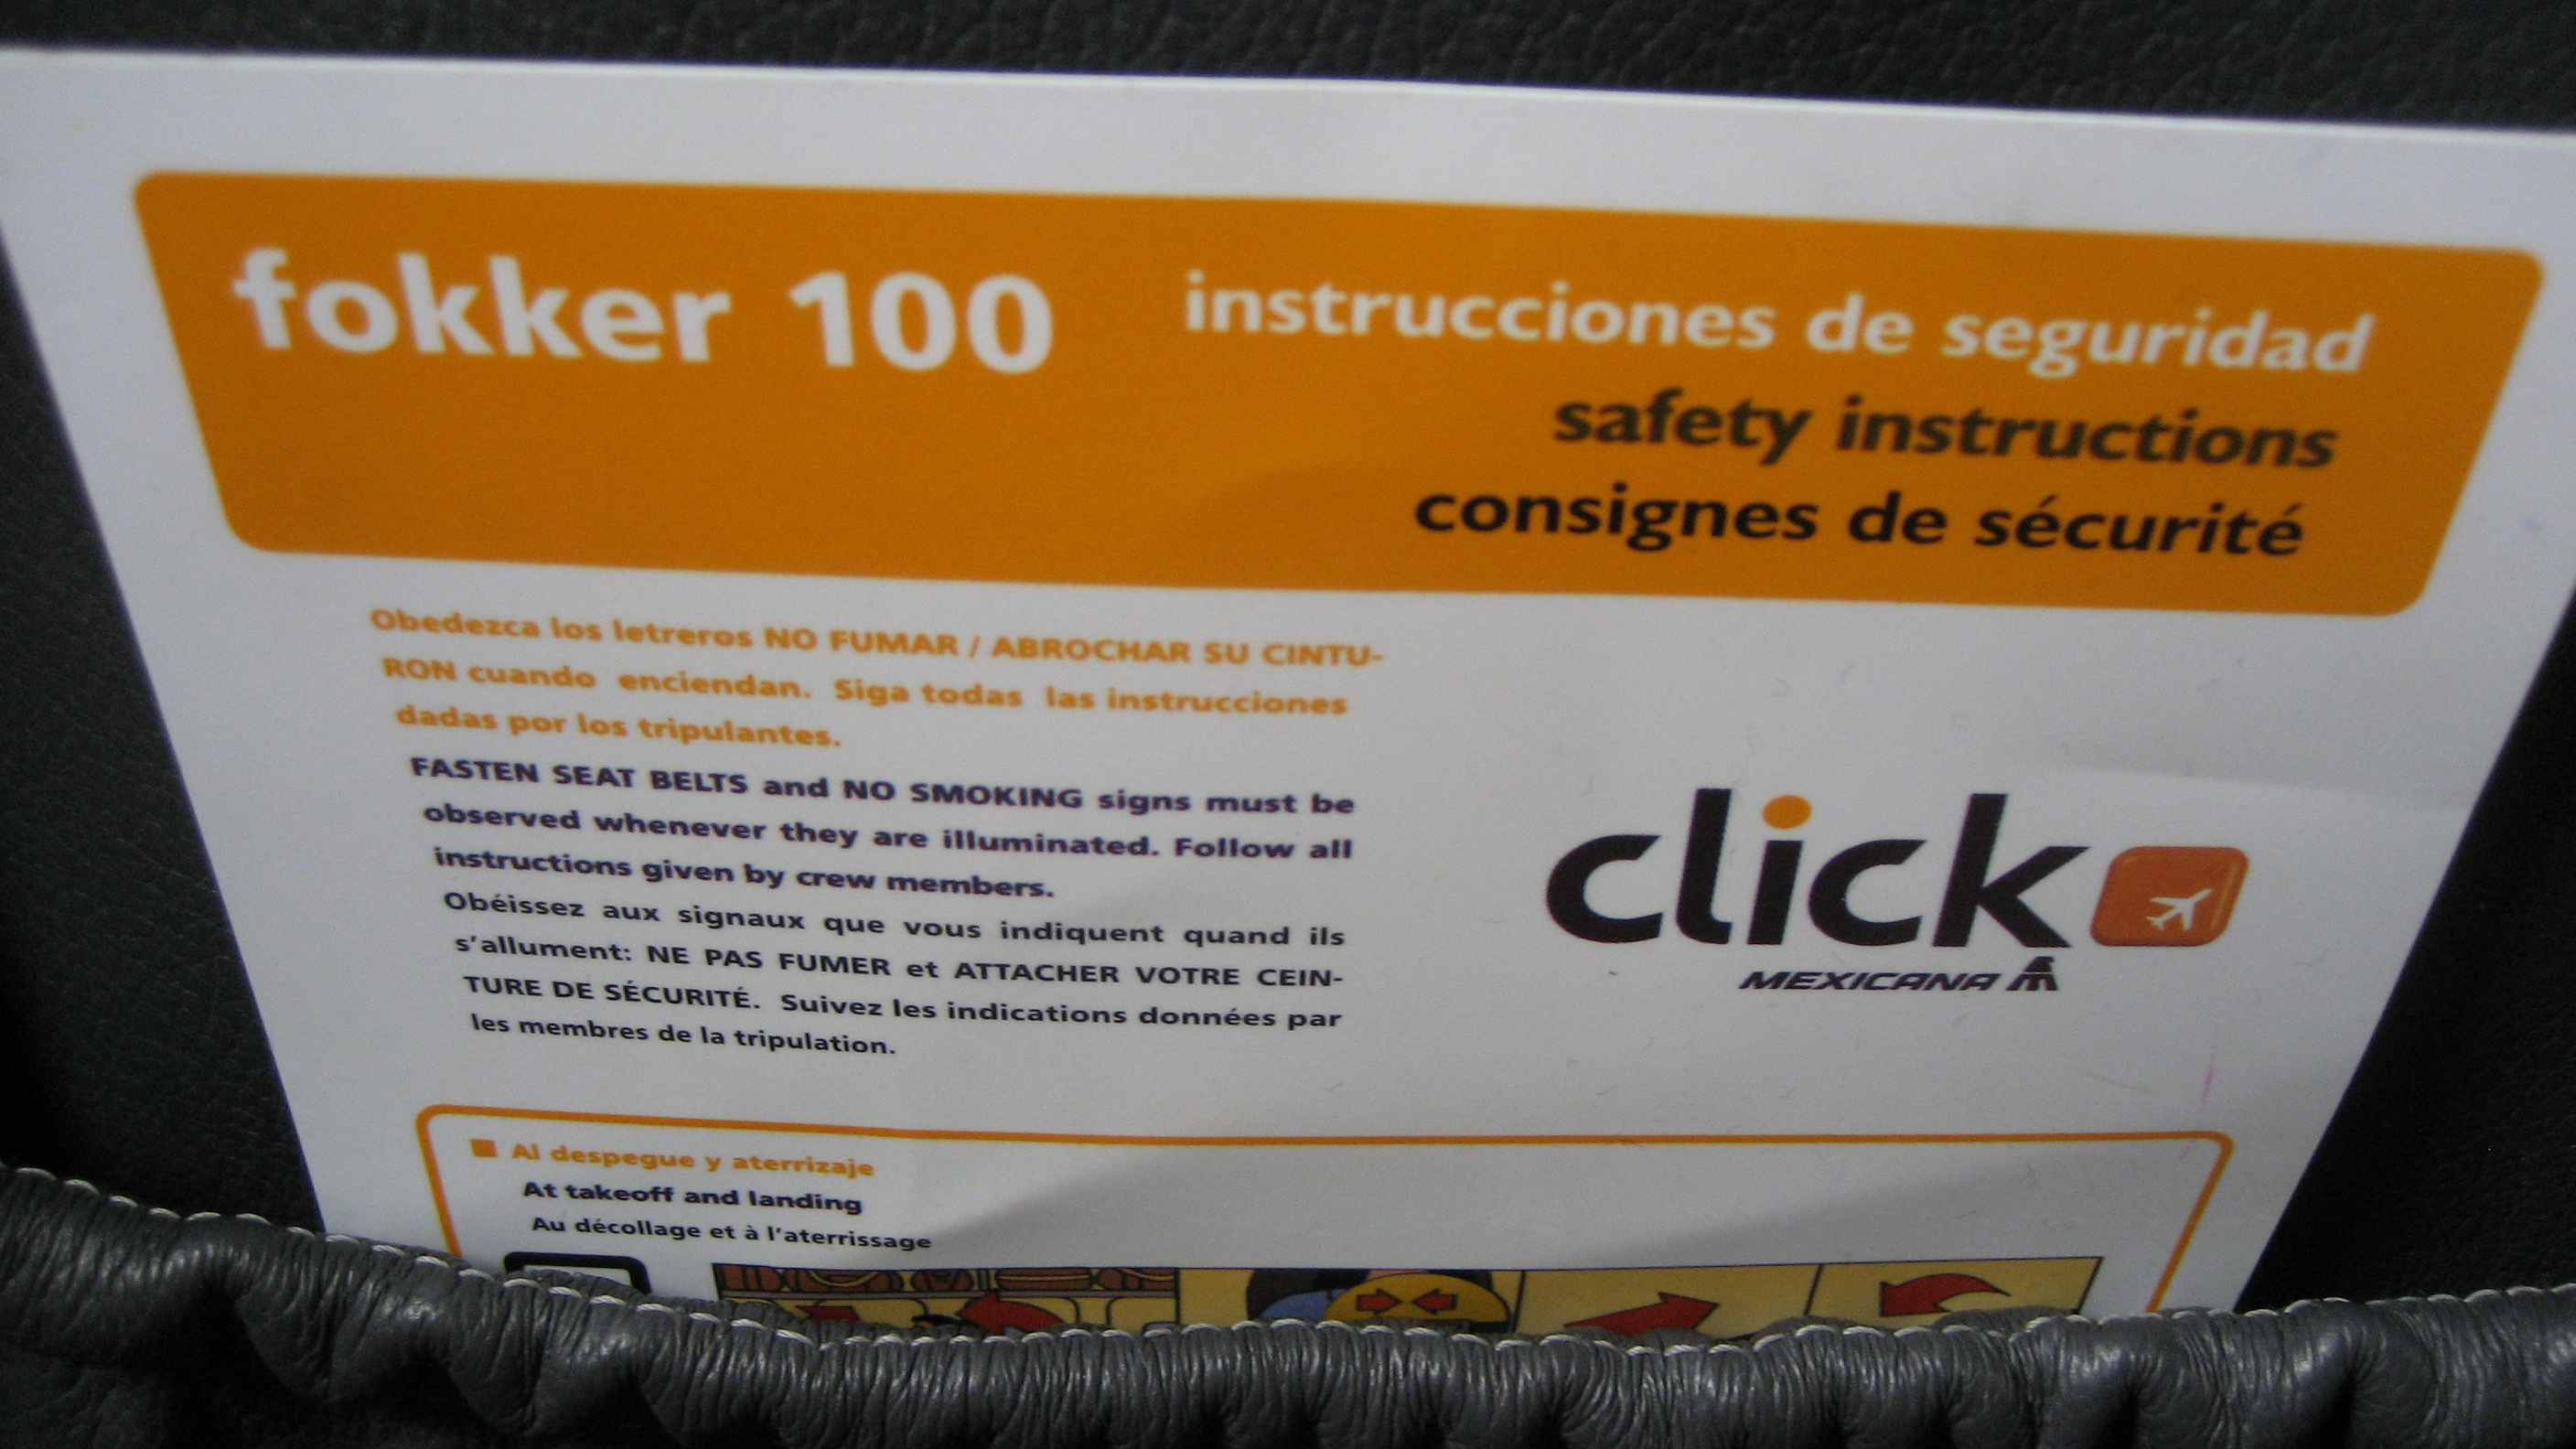 fokker 100
instrucciones de seguridad
safety instructions
consignes de sécurité
Obedezca los letreros NO FUMAR / ABROCHAR SU CINTU-
RON cuando enciendan. Siga todas las instrucciones
dadas por los tripulantes.
FASTEN SEAT BELTS and NO SMOKING signs must be
observed whenever they are illuminated. Follow all
instructions given by crew members.
Obéissez aux signaux que vous indiquent quand ils
s'allument: NE PAS FUMER et ATTACHER VOTRE CEIN-
TURE DE SÉCURITÉ. Suivez les indications données par
les membres de la tripulation.
click
MEXICANA
Al despegue y aterrizaje
At takeoff and landing
Au décollage et à l'aterrissage